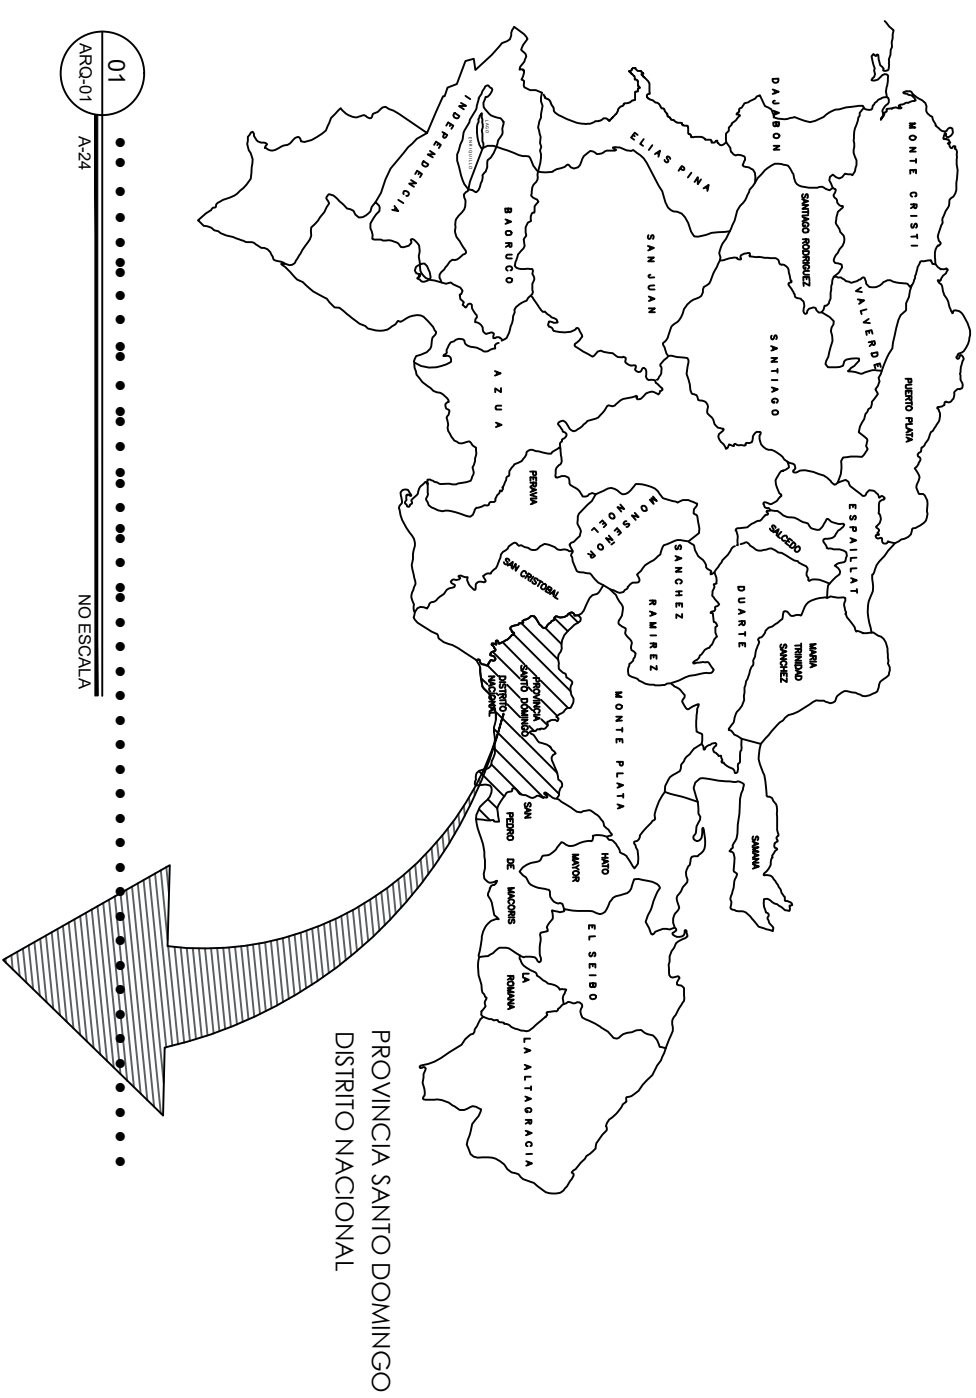 MONTE CRISTI
DAJABON
SANTIAGO RODRIGUEZ
VALVERDE
PUERTO PLATA
ELIAS PINA
SAN JUAN
SANTIAGO
ESPAILLAT
SALCEDO
DUARTE
MARIA
TRINIDAD
SANCHEZ
SAMANA
INDEPENDENCIA
LAGO
ENRIQUILLO
BAORUCO
AZUA
PERAVIA
MONSEÑOR
NOEL
SANCHEZ
RAMIREZ
SAN CRISTOBAL
MONTE PLATA
PROVINCIA
SANTO DOMINGO
DISTRITO
NACIONAL
SAN
PEDRO DE MACORIS
HATO
MAYOR
EL SEIBO
LA
ROMANA
LA ALTAGRACIA
PROVINCIA SANTO DOMINGO
DISTRITO NACIONAL
01
ARQ-01
A-24
NO ESCALA